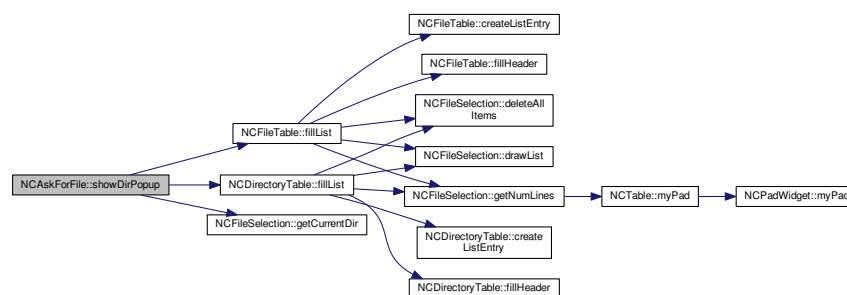 NCFileTable::createListEntry
NCFileTable::fillHeader
NCFileSelection::deleteAll
Items
NCFileTable::fillList
NCFileSelection::drawList
NCAskForFile::showDirPopup
NCDirectoryTable::fillList
NCFileSelection::getNumLines
NCTable::myPad
NCPadWidget::myPad
NCFileSelection::getCurrentDir
NCDirectoryTable::create
ListEntry
NCDirectoryTable::fillHeader